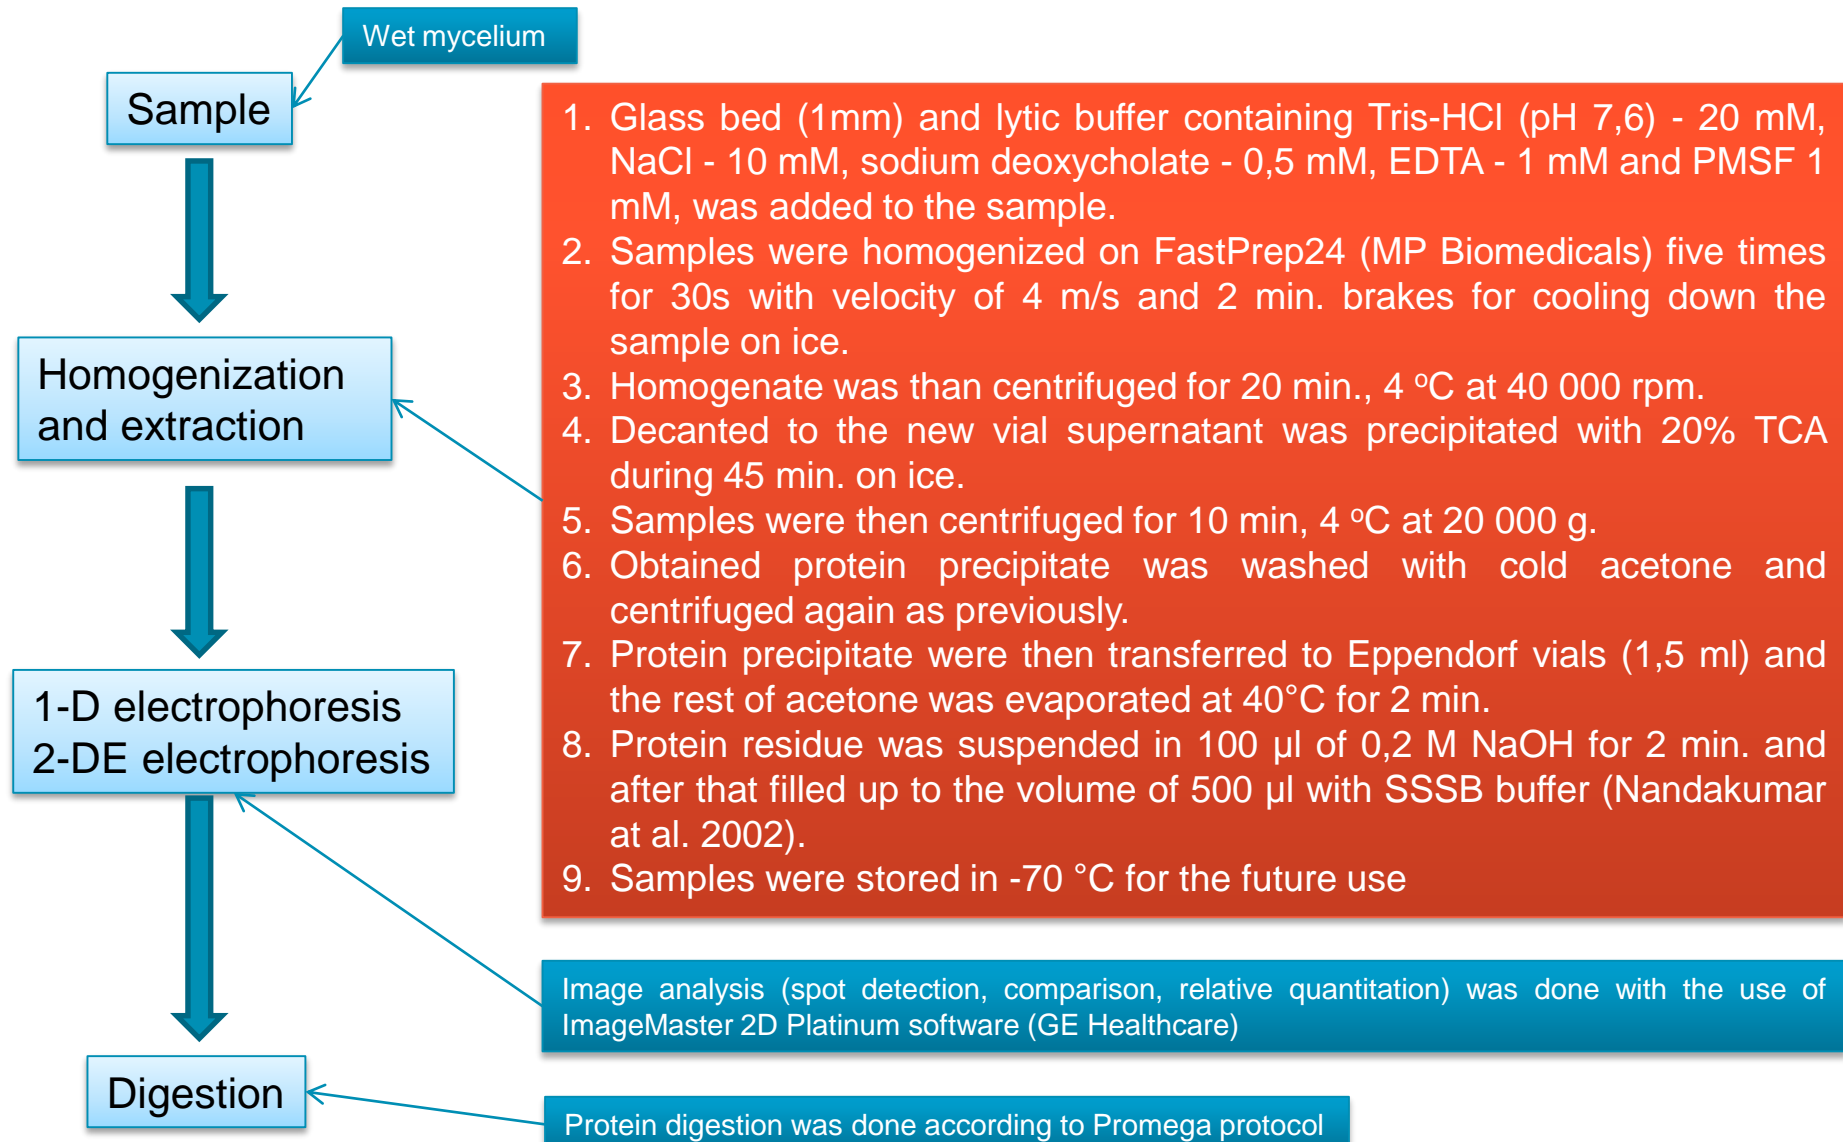 Wet mycelium
Sample
1. Glass bed (1mm) and lytic buffer containing Tris-HCl (pH 7,6) - 20 mM,
NaCl - 10 mM, sodium deoxycholate - 0,5 mM, EDTA - 1 mM and PMSF 1
mM, was added to the sample.
2. Samples were homogenized on FastPrep24 (MP Biomedicals) five times
for 30s with velocity of 4 m/s and 2 min. brakes for cooling down the
sample on ice.
3. Homogenate was than centrifuged for 20 min., 4 ºC at 40 000 rpm.
4. Decanted to the new vial supernatant was precipitated with 20% TCA
during 45 min. on ice.
5. Samples were then centrifuged for 10 min, 4 ºC at 20 000 g.
6. Obtained protein precipitate was washed with cold acetone and
centrifuged again as previously.
7. Protein precipitate were then transferred to Eppendorf vials (1,5 ml) and
the rest of acetone was evaporated at 40°C for 2 min.
8. Protein residue was suspended in 100 µl of 0,2 M NaOH for 2 min. and
after that filled up to the volume of 500 µl with SSSB buffer (Nandakumar
at al. 2002).
9. Samples were stored in -70 °C for the future use
Homogenization
and extraction
1-D electrophoresis
2-DE electrophoresis
Image analysis (spot detection, comparison, relative quantitation) was done with the use of
ImageMaster 2D Platinum software (GE Healthcare)
Digestion
Protein digestion was done according to Promega protocol